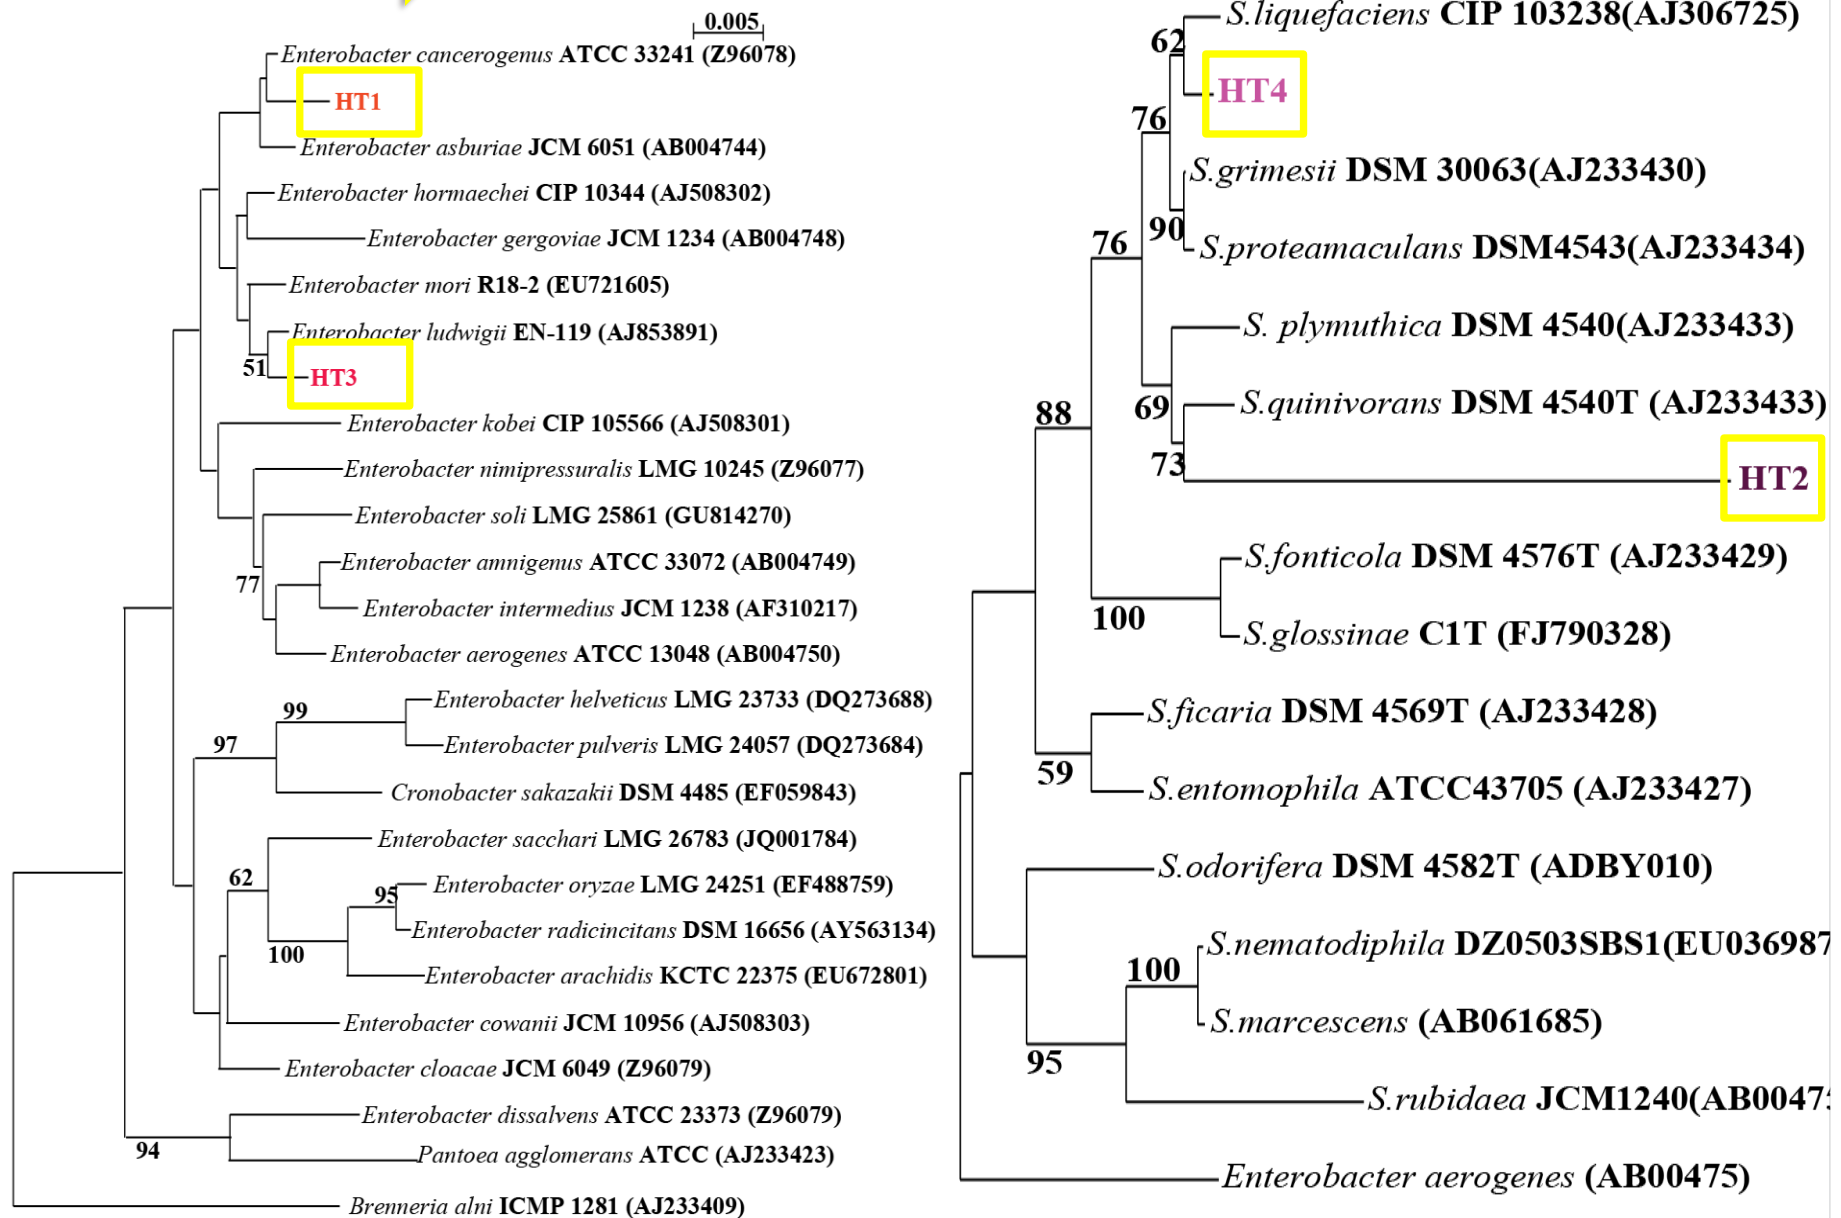 0.005
Enterobacter cancerogenus ATCC 33241 (Z96078)
HT1
Enterobacter asburiae JCM 6051 (AB004744)
Enterobacter hormaechei CIP 10344 (AJ508302)
Enterobacter gergoviae JCM 1234 (AB004748)
Enterobacter mori R18-2 (EU721605)
Enterobacter ludwigii EN-119 (AJ853891)
51
HT3
Enterobacter kobei CIP 105566 (AJ508301)
Enterobacter nimipressuralis LMG 10245 (Z96077)
Enterobacter soli LMG 25861 (GU814270)
Enterobacter amnigenus ATCC 33072 (AB004749)
77
Enterobacter intermedius JCM 1238 (AF310217)
Enterobacter aerogenes ATCC 13048 (AB004750)
Enterobacter helveticus LMG 23733 (DQ273688)
99
97
Enterobacter pulveris LMG 24057 (DQ273684)
Cronobacter sakazakii DSM 4485 (EF059843)
Enterobacter sacchari LMG 26783 (JQ001784)
62
Enterobacter oryzae LMG 24251 (EF488759)
95
Enterobacter radicincitans DSM 16656 (AY563134)
100
Enterobacter arachidis KCTC 22375 (EU672801)
Enterobacter cowanii JCM 10956 (AJ508303)
Enterobacter cloacae JCM 6049 (Z96079)
Enterobacter dissalvens ATCC 23373 (Z96079)
94
Pantoea agglomerans ATCC (AJ233423)
Brenneria alni ICMP 1281 (AJ233409)
S.liquefaciens CIP 103238(AJ306725)
62
HT4
76
S.grimesii DSM 30063(AJ233430)
90
76
S.proteamaculans DSM4543(AJ233434)
S. plymuthica DSM 4540(AJ233433)
S.quinivorans DSM 4540T (AJ233433)
69
88
73
HT2
S.fonticola DSM 4576T (AJ233429)
100
S.glossinae C1T (FJ790328)
S.ficaria DSM 4569T (AJ233428)
59
S.entomophila ATCC43705 (AJ233427)
S.odorifera DSM 4582T (ADBY010)
S.nematodiphila DZ0503SBS1(EU036987
100
S.marcescens (AB061685)
95
S.rubidaea JCM1240(AB00475
Enterobacter aerogenes (AB00475)